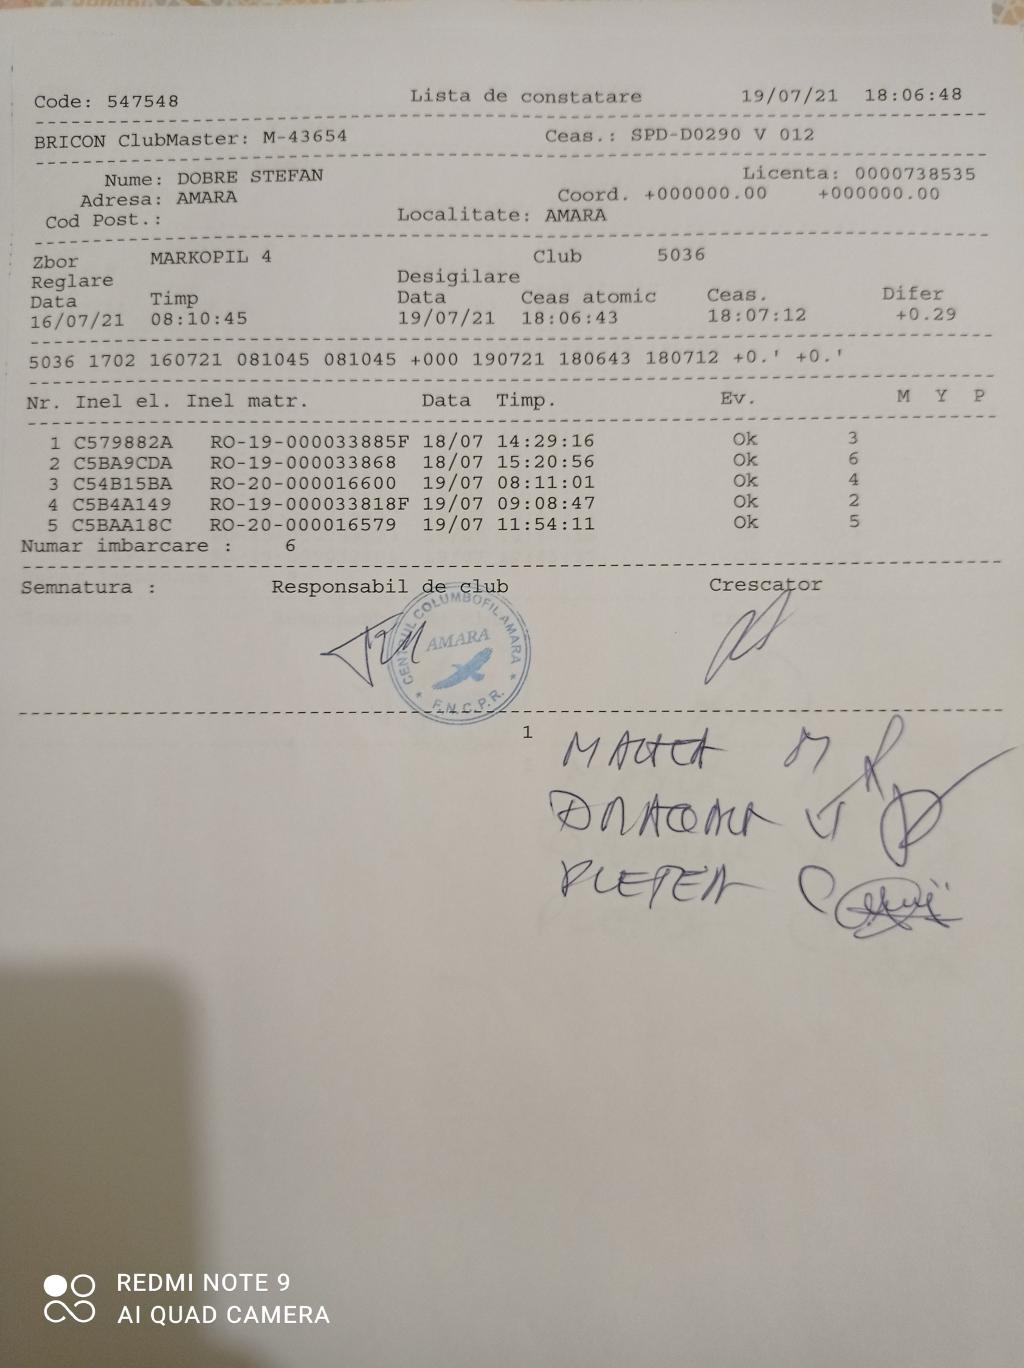 Code: 547548 Lista de constatare 19/07/21 18:06:48
BRICON ClubMaster: M-43654 Ceas.: SPD-D0290 V 012
Nume: DOBRE STEFAN Licenta: 0000738535
Adresa: AMARA Coord. +000000.00 +000000.00
Cod Post.: Localitate: AMARA
Zbor MARKOPIL 4 Club 5036
Reglare Desigilare
Data Timp Data Ceas atomic Ceas. Difer
16/07/21 08:10:45 19/07/21 18:06:43 18:07:12 +0.29
5036 1702 160721 081045 081045 +000 190721 180643 180712 +0.' +0.'
Nr. Inel el. Inel matr. Data Timp. Ev. M Y P
1 C579882A RO-19-000033885F 18/07 14:29:16 Ok 3
2 C5BA9CDA RO-19-000033868 18/07 15:20:56 Ok 6
3 C54B15BA RO-20-000016600 19/07 08:11:01 Ok 4
4 C5B4A149 RO-19-000033818F 19/07 09:08:47 Ok 2
5 C5BAA18C RO-20-000016579 19/07 11:54:11 Ok 5
Numar imbarcare : 6
Semnatura : Responsabil de club Crescator
CENTRUL COLUMBOFIL AMARA
AMARA
F.N.C.P.R.
1
REDMI NOTE 9
AI QUAD CAMERA